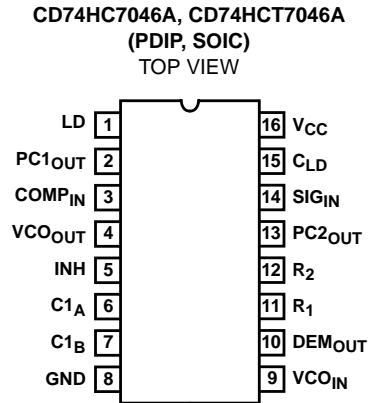 CD74HC7046A, CD74HCT7046A
(PDIP, SOIC)
TOP VIEW
LD 1 16 VCC
PC1OUT 2 15 CLD
COMPIN 3 14 SIGIN
VCOOUT 4 13 PC2OUT
INH 5 12 R2
C1A 6 11 R1
C1B 7 10 DEMOUT
GND 8 9 VCOIN